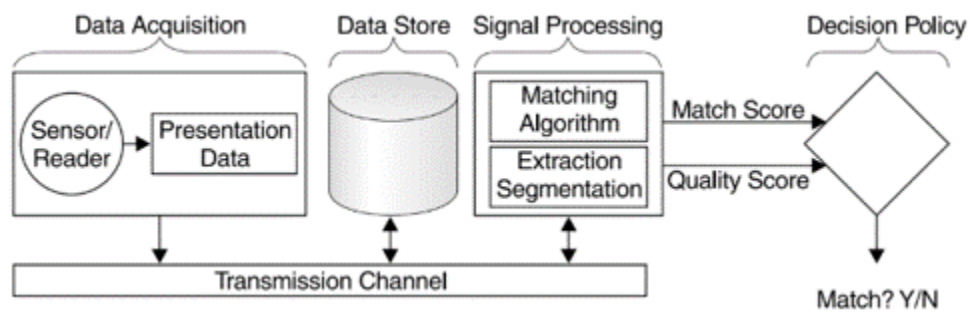 Data Acquisition
Data Store
Signal Processing
Decision Policy
Sensor/
Reader
Presentation
Data
Matching
Algorithm
Extraction
Segmentation
Match Score
Quality Score
Transmission Channel
Match? Y/N